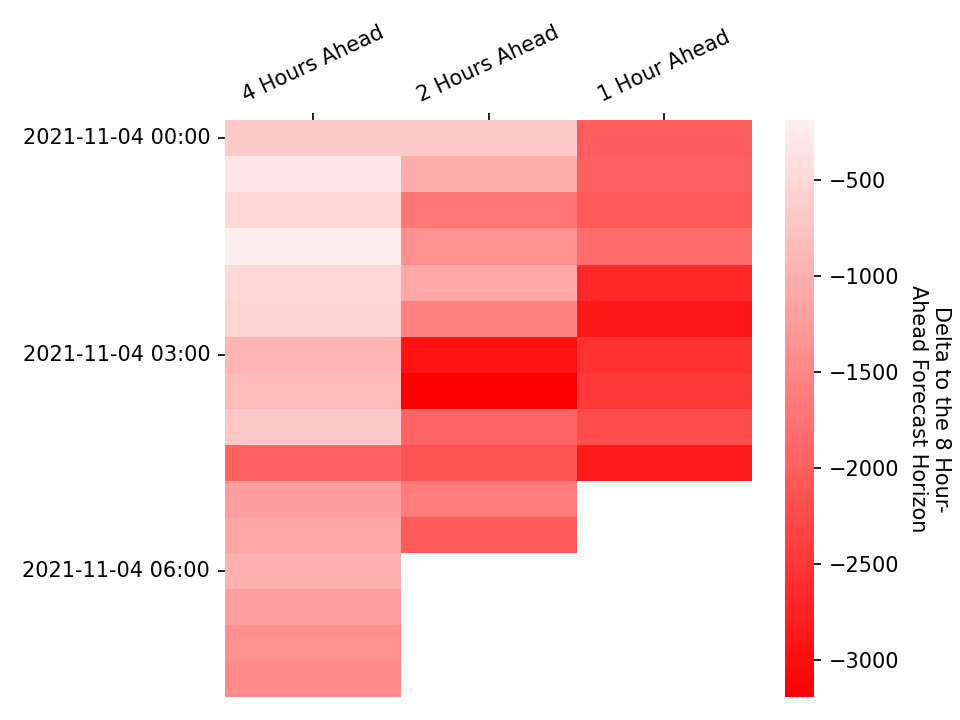 4 Hours Ahead
2 Hours Ahead
1 Hour Ahead
2021-11-04 00:00
2021-11-04 03:00
2021-11-04 06:00
−500
−1000
−1500
−2000
−2500
−3000
Delta to the 8 Hour-
Ahead Forecast Horizon